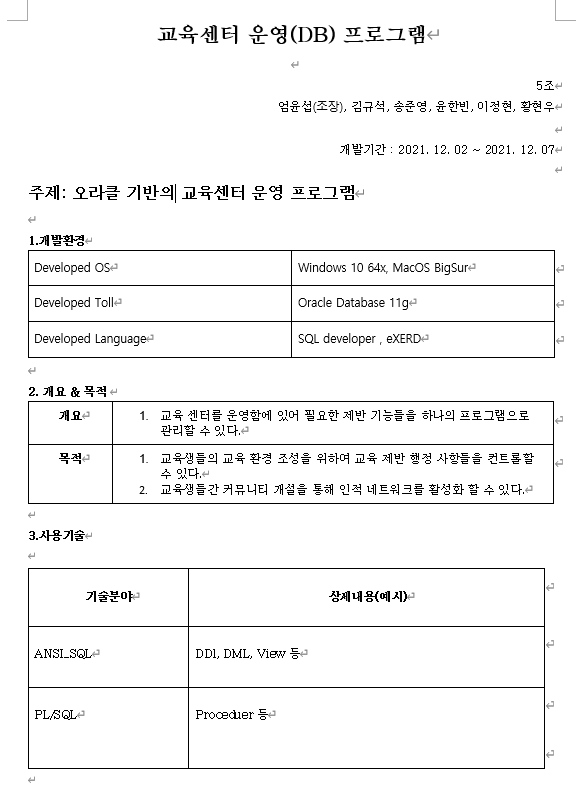 교육센터 운영(DB) 프로그램
5조
엄윤섭(조장), 김규석, 송준영, 윤한빈, 이정현, 황현우
개발기간 : 2021. 12. 02 ~ 2021. 12. 07
주제: 오라클 기반의 교육센터 운영 프로그램
1.개발환경
Developed OS
Windows 10 64x, MacOS BigSur
Developed Toll
Oracle Database 11g
Developed Language
SQL developer , eXERD
2. 개요 & 목적
개요
1. 교육 센터를 운영함에 있어 필요한 제반 기능들을 하나의 프로그램으로
관리할 수 있다.
목적
1. 교육생들의 교육 환경 조성을 위하여 교육 제반 행정 사항들을 컨트롤할
수 있다.
2. 교육생들간 커뮤니티 개설을 통해 인적 네트워크를 활성화 할 수 있다.
3.사용기술
기술분야
상세내용(예시)
ANSI_SQL
DDl, DML, View 등
PL/SQL
Proceduer 등